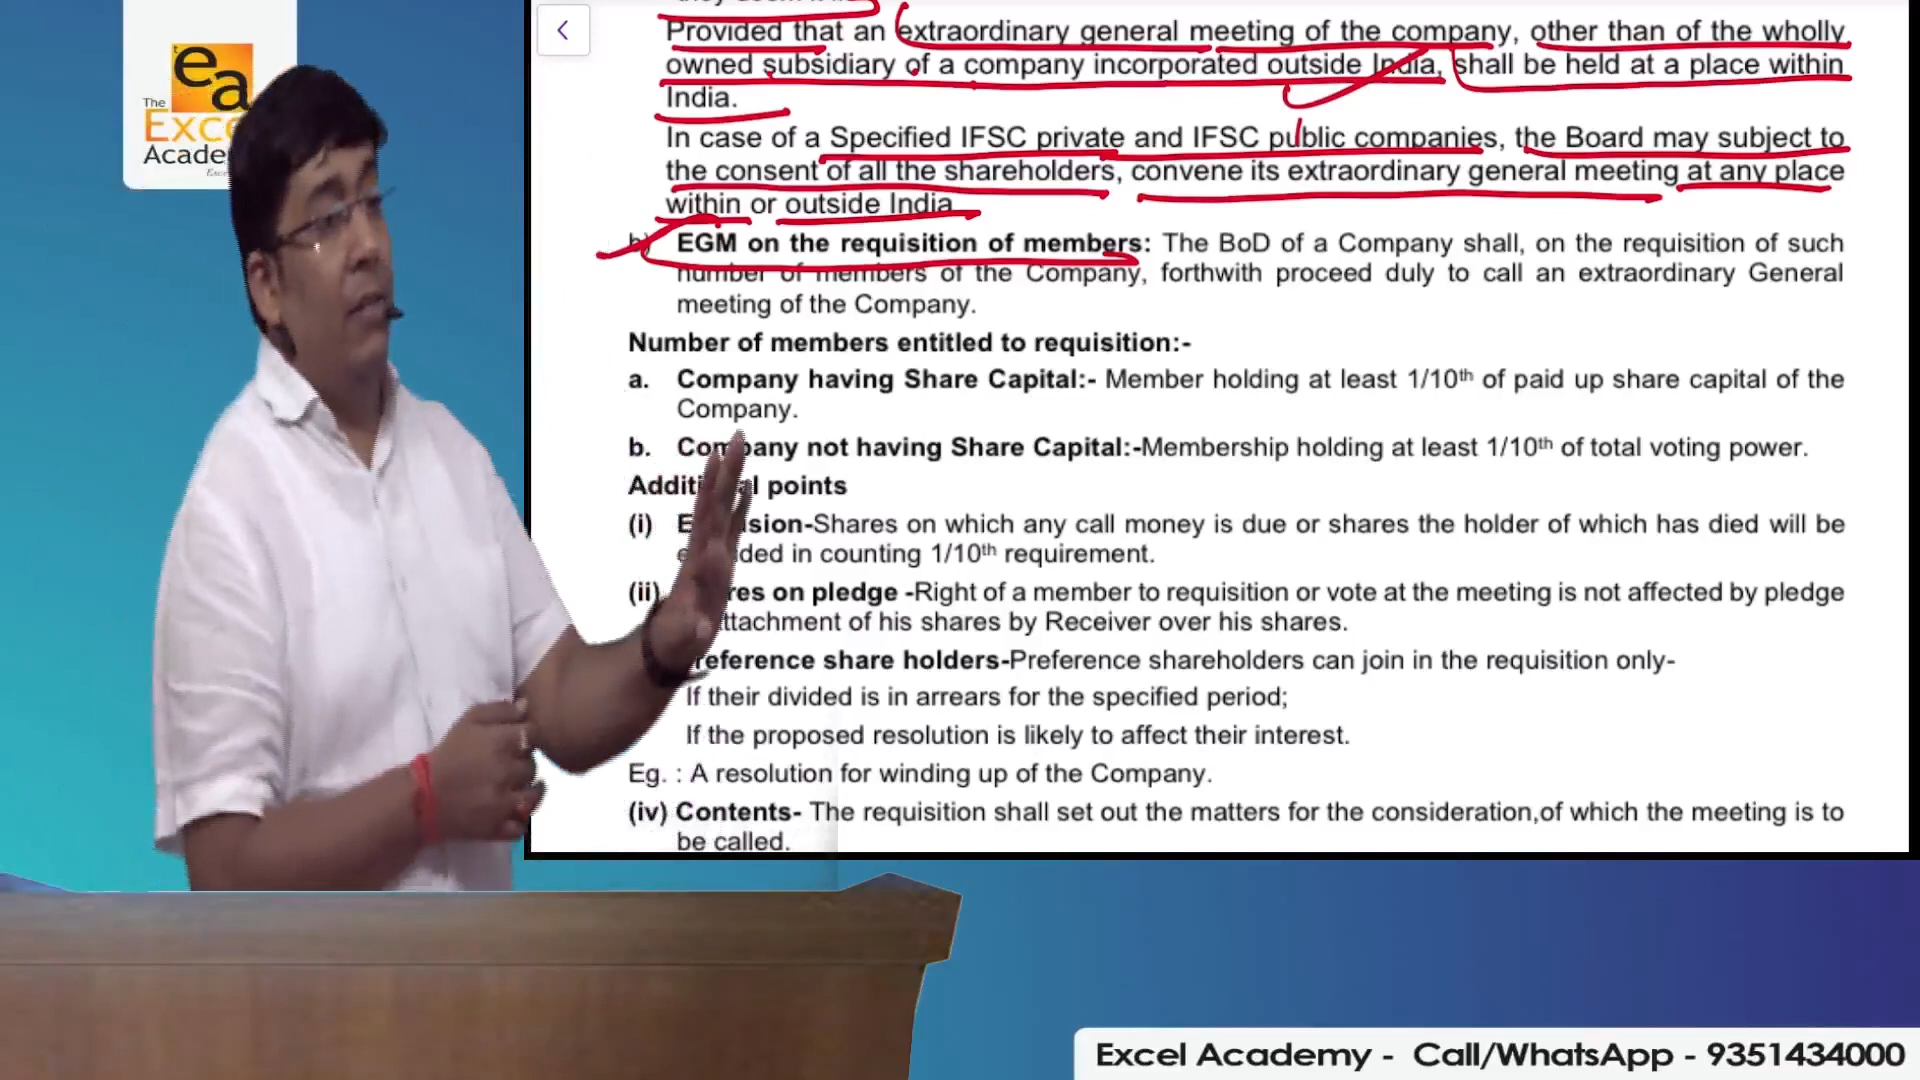 ea
The
Exce
Acade
Provided that an extraordinary general meeting of the company, other than of the wholly
owned subsidiary of a company incorporated outside India, shall be held at a place within
India.
In case of a Specified IFSC private and IFSC public companies, the Board may subject to
the consent of all the shareholders, convene its extraordinary general meeting at any place
within or outside India
b) EGM on the requisition of members: The BoD of a Company shall, on the requisition of such
number of members of the Company, forthwith proceed duly to call an extraordinary General
meeting of the Company.
Number of members entitled to requisition:-
a. Company having Share Capital:- Member holding at least 1/10th of paid up share capital of the
Company.
b. Company not having Share Capital:-Membership holding at least 1/10th of total voting power.
Additional points
(i) sion-Shares on which any call money is due or shares the holder of which has died will be
ded in counting 1/10th requirement.
(ii) res on pledge -Right of a member to requisition or vote at the meeting is not affected by pledge
ttachment of his shares by Receiver over his shares.
reference share holders-Preference shareholders can join in the requisition only-
If their divided is in arrears for the specified period;
If the proposed resolution is likely to affect their interest.
Eg. : A resolution for winding up of the Company.
(iv) Contents- The requisition shall set out the matters for the consideration,of which the meeting is to
be called.
Excel Academy - Call/WhatsApp - 9351434000